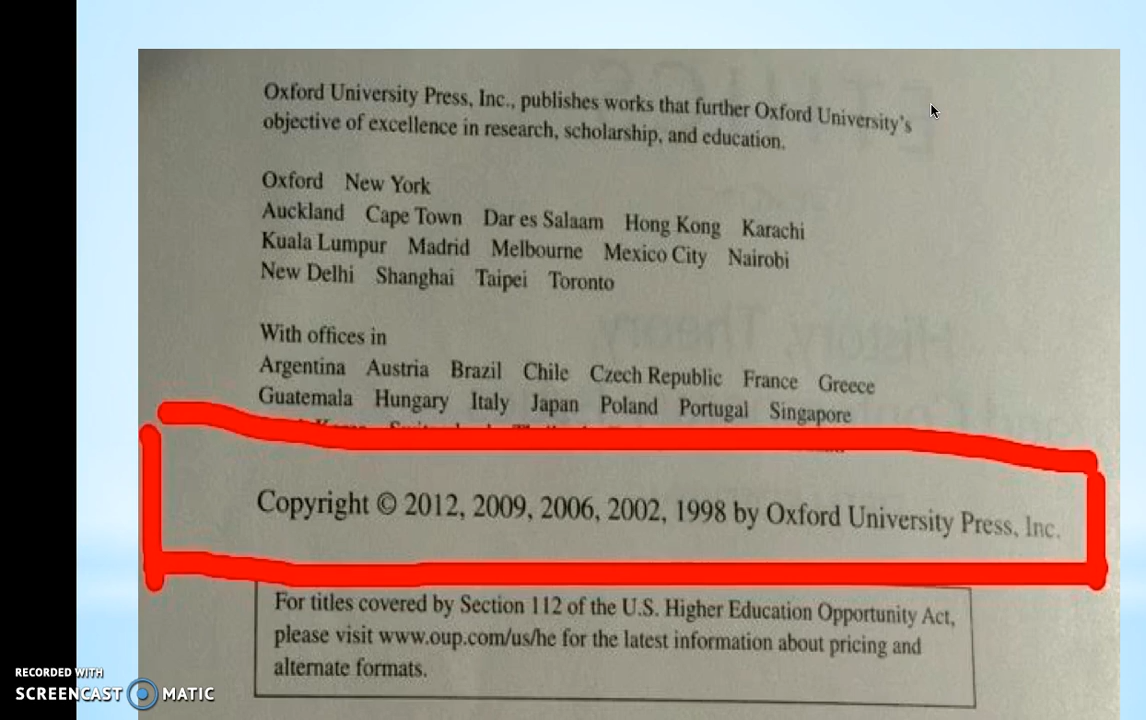 Oxford University Press, Inc., publishes works that further Oxford University's
objective of excellence in research, scholarship, and education.
Oxford New York
Auckland Cape Town Dar es Salaam Hong Kong Karachi
Kuala Lumpur Madrid Melbourne Mexico City Nairobi
New Delhi Shanghai Taipei Toronto
With offices in
Argentina Austria Brazil Chile Czech Republic France Greece
Guatemala Hungary Italy Japan Poland Portugal Singapore
Copyright © 2012, 2009, 2006, 2002, 1998 by Oxford University Press, Inc.
For titles covered by Section 112 of the U.S. Higher Education Opportunity Act,
please visit www.oup.com/us/he for the latest information about pricing and
alternate formats.
RECORDED WITH
SCREENCAST MATIC